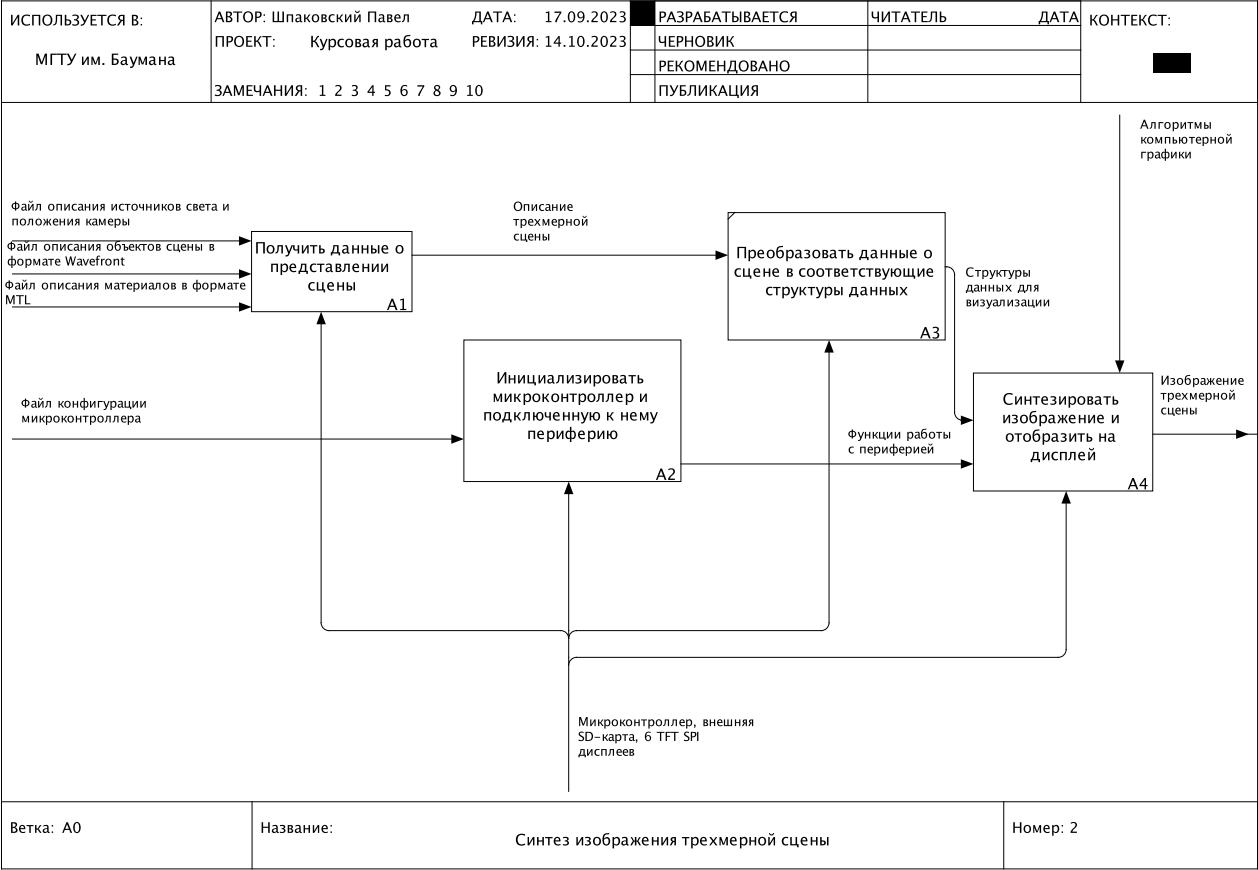 ИСПОЛЬЗУЕТСЯ В:
МГТУ им. Баумана
АВТОР: Шпаковский Павел
ДАТА: 17.09.2023
ПРОЕКТ: Курсовая работа
РЕВИЗИЯ: 14.10.2023
ЗАМЕЧАНИЯ: 1 2 3 4 5 6 7 8 9 10
РАЗРАБАТЫВАЕТСЯ
ЧЕРНОВИК
РЕКОМЕНДОВАНО
ПУБЛИКАЦИЯ
ЧИТАТЕЛЬ ДАТА
КОНТЕКСТ:
Алгоритмы
компьютерной
графики
Файл описания источников света и
положения камеры
Файл описания объектов сцены в
формате Wavefront
Файл описания материалов в формате
MTL
Получить данные о
представлении
сцены
A1
Описание
трехмерной
сцены
Преобразовать данные о
сцене в соответствующие
структуры данных
A3
Структуры
данных для
визуализации
Файл конфигурации
микроконтроллера
Инициализировать
микроконтроллер и
подключенную к нему
периферию
A2
Функции работы
с периферией
Синтезировать
изображение и
отобразить на
дисплей
A4
Изображение
трехмерной
сцены
Микроконтроллер, внешняя
SD-карта, 6 TFT SPI
дисплеев
Ветка: A0
Название:
Синтез изображения трехмерной сцены
Номер: 2